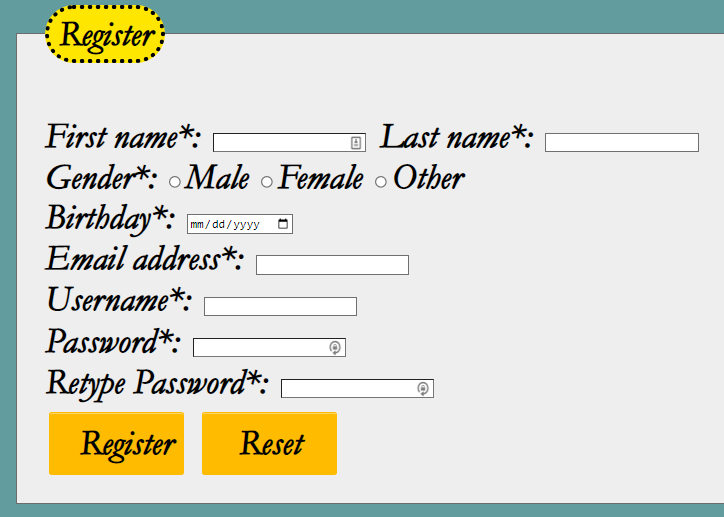 Register
First name*: Last name*:
Gender*: Male Female Other
Birthday*: mm/dd/yyyy
Email address*:
Username*:
Password*:
Retype Password*:
Register Reset